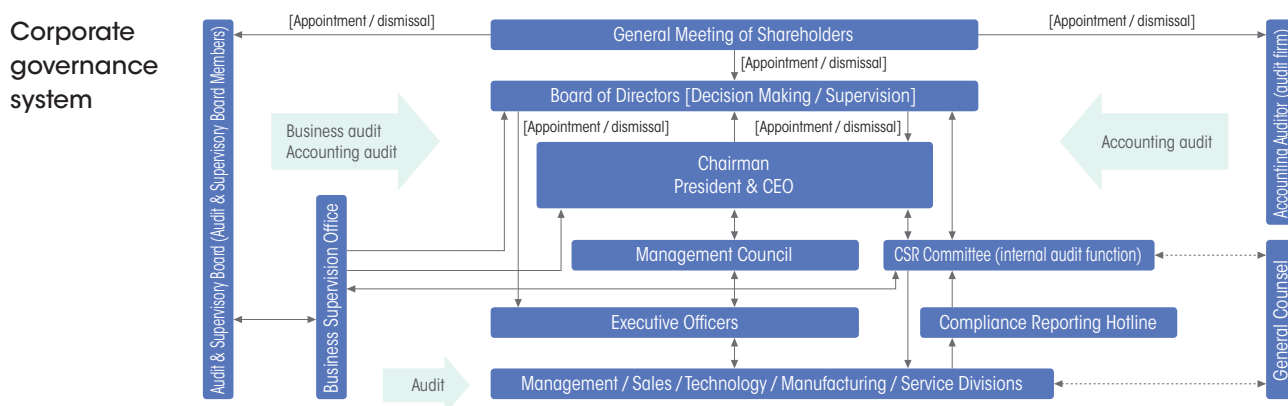 Corporate
governance
system
[Appointment / dismissal]
General Meeting of Shareholders
[Appointment / dismissal]
[Appointment / dismissal]
Board of Directors [Decision Making / Supervision]
[Appointment / dismissal]
[Appointment / dismissal]
Business audit
Accounting audit
Accounting audit
Chairman
President & CEO
Audit & Supervisory Board (Audit & Supervisory Board Members)
Business Supervision Office
Accounting Auditor (audit firm)
Management Council
CSR Committee (internal audit function)
General Counsel
Executive Officers
Compliance Reporting Hotline
Audit
Management / Sales / Technology / Manufacturing / Service Divisions